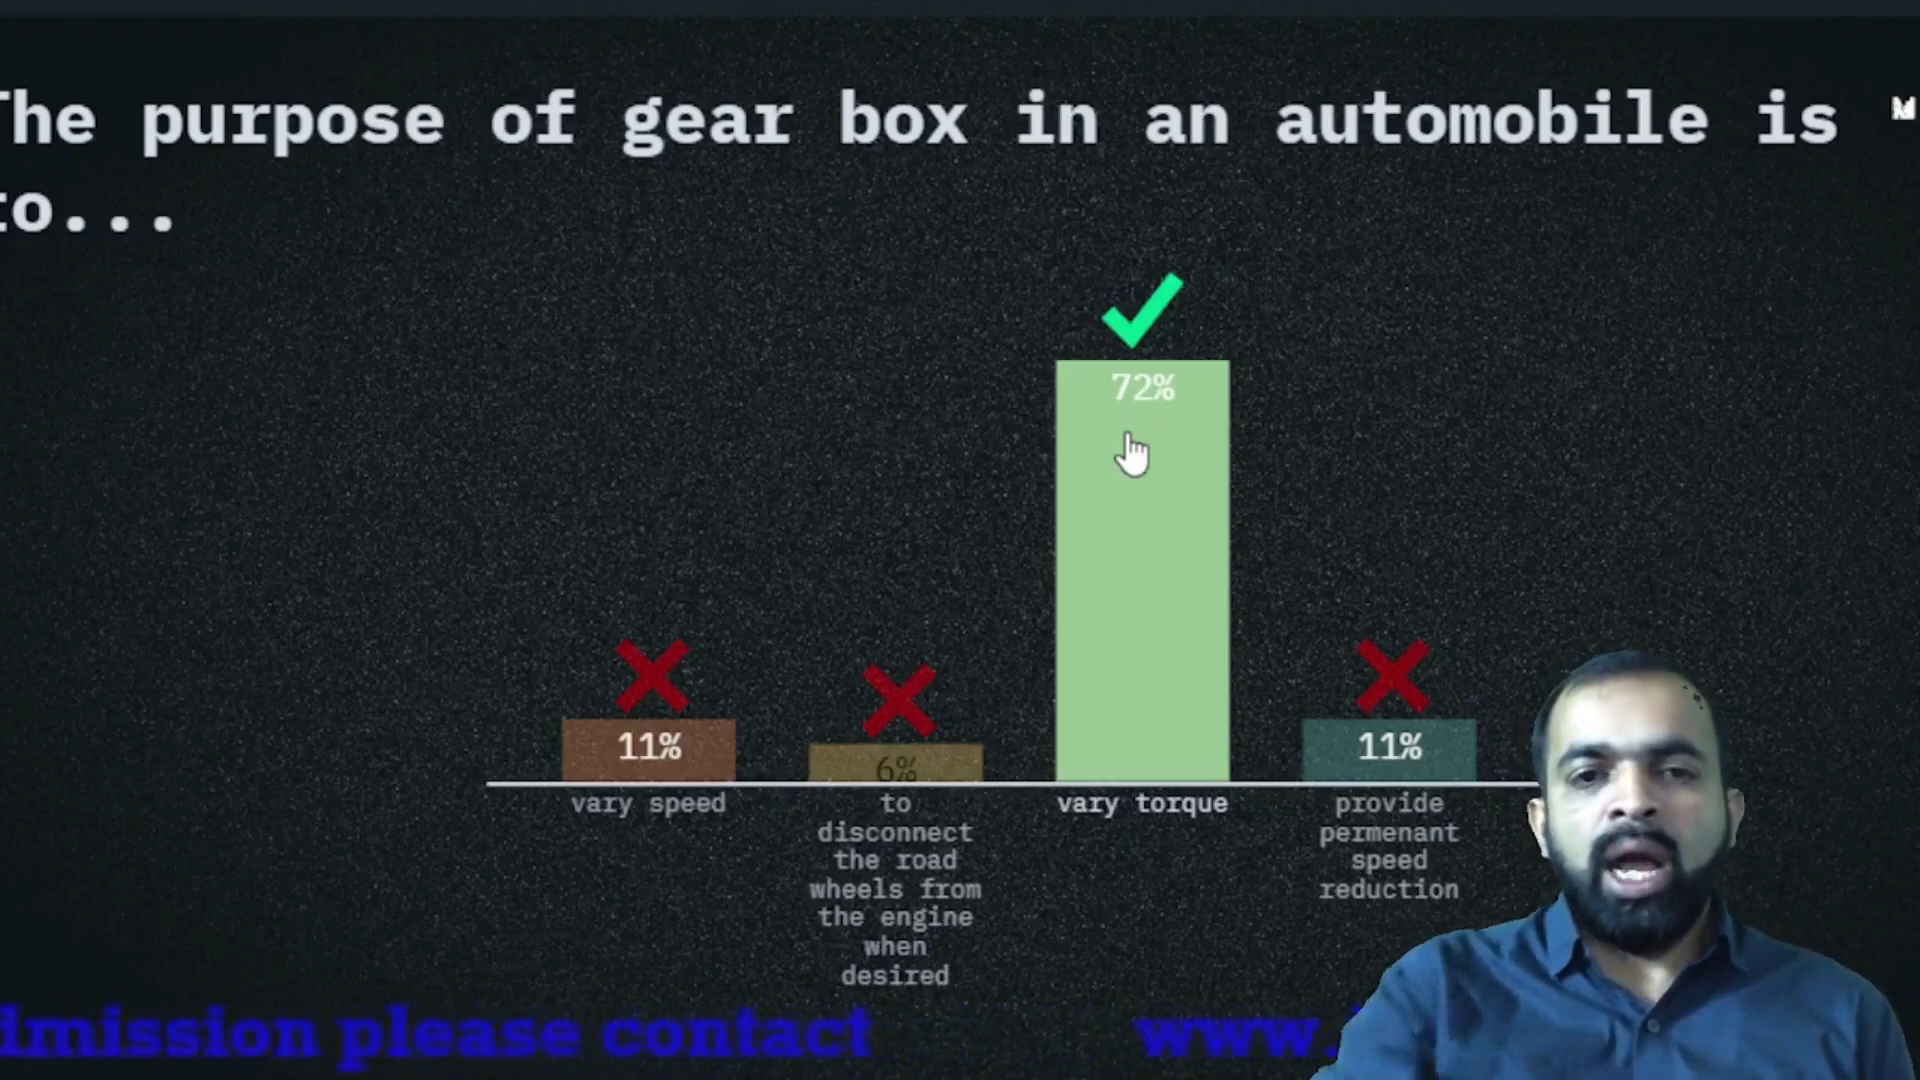 The purpose of gear box in an automobile is
to...
72%
11%
6%
11%
vary speed
to
disconnect
the road
wheels from
the engine
when
desired
vary torque
provide
permenant
speed
reduction
dmission please contact
www.